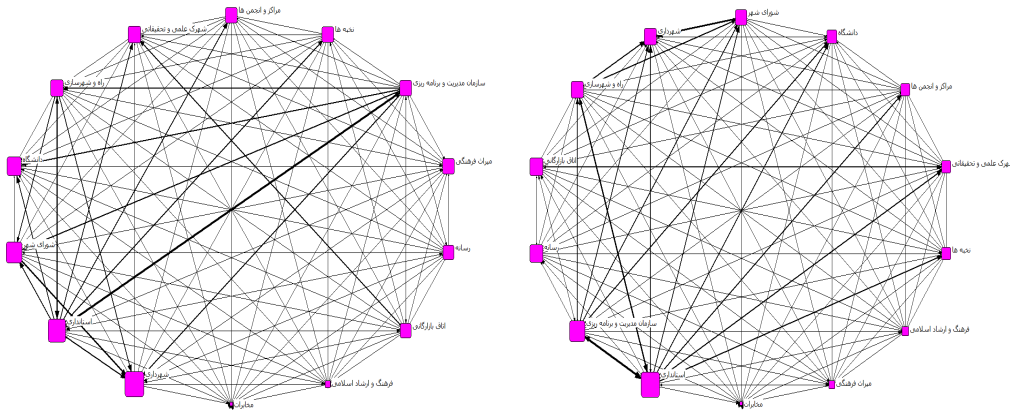 مراکز و انجمن ها
شهرک علمی و تحقیقاتی
نخبه ها
راه و شهرسازی
سازمان مدیریت و برنامه ریزی
دانشگاه
میراث فرهنگی
شورای شهر
رسانه
استانداری
اتاق بازرگانی
شهرداری
فرهنگ و ارشاد اسلامی
مخابرات
شورای شهر
شهرداری
دانشگاه
راه و شهرسازی
مراکز و انجمن ها
اتاق بازارگانی
شهرک علمی و تحقیقاتی
رسانه
نخبه ها
سازمان مدیریت و برنامه ریزی
فرهنگ و ارشاد اسلامی
استانداری
میراث فرهنگی
مخابرات